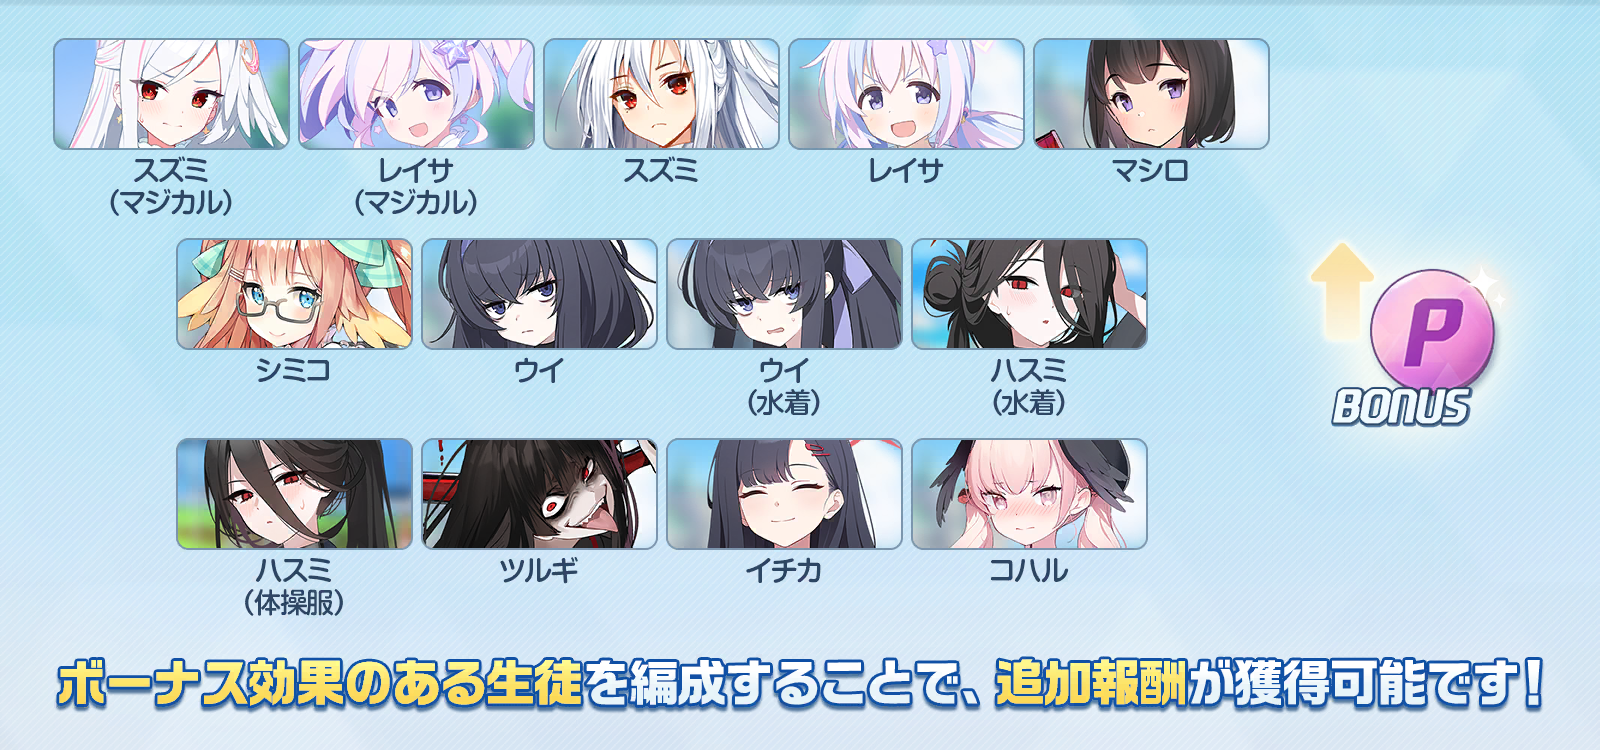 スズミ
(マジカル)
レイサ
(マジカル)
スズミ
レイサ
マシロ
シミコ
ウイ
ウイ
(水着)
ハスミ
(水着)
P
BONUS
ハスミ
(体操服)
ツルギ
イチカ
コハル
ボーナス効果のある生徒を編成することで、追加報酬が獲得可能です!